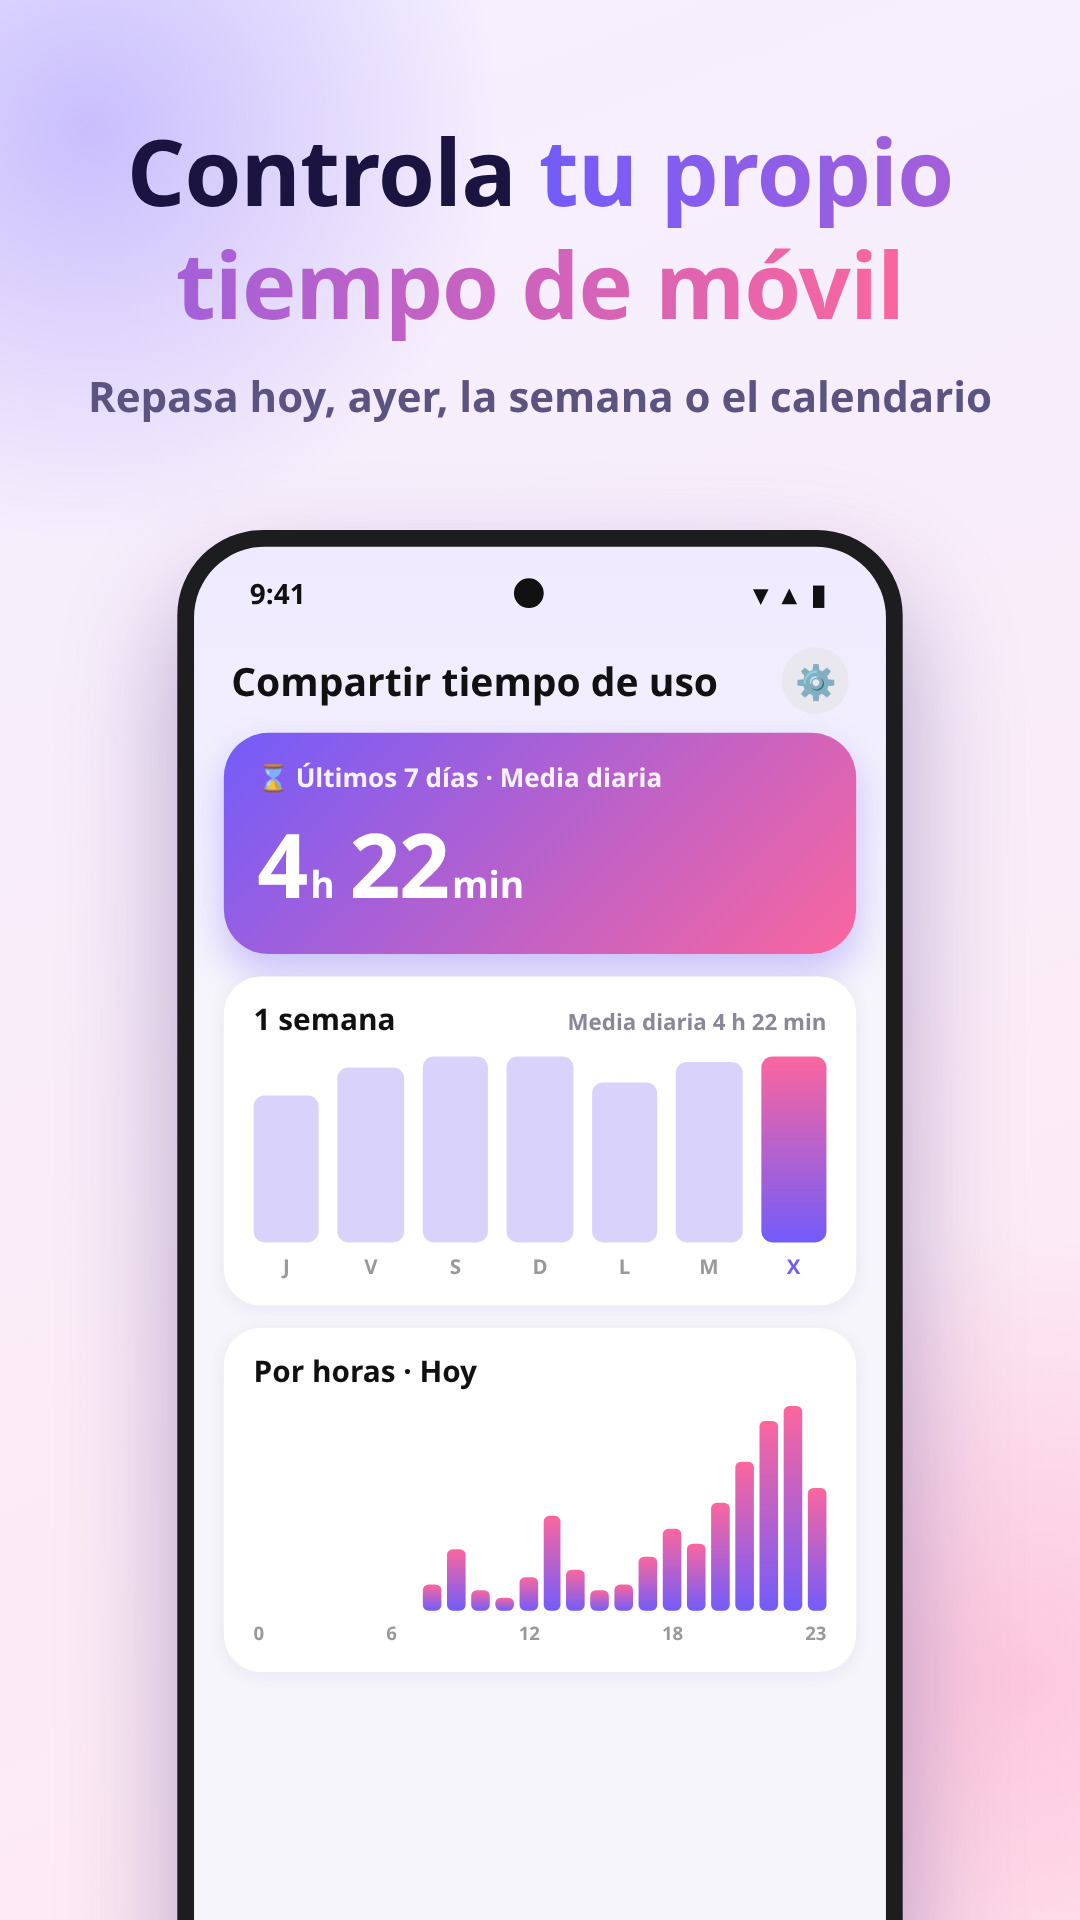 Controla tu propio
tiempo de móvil
Repasa hoy, ayer, la semana o el calendario
9:41
Compartir tiempo de uso
⌛ Últimos 7 días · Media diaria
4h 22min
1 semana
Media diaria 4 h 22 min
J V S D L M X
Por horas · Hoy
0 6 12 18 23